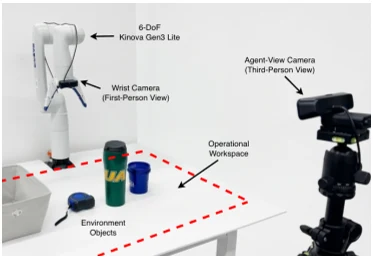 6-DoF
Kinova Gen3 Lite
Agent-View Camera
(Third-Person View)
Wrist Camera
(First-Person View)
Operational
Workspace
Environment
Objects